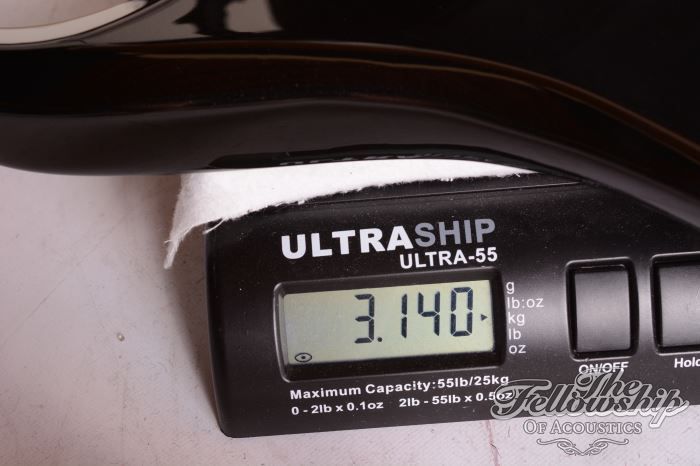 ULTRASHIP
ULTRA-55
3.140
g
lb:oz
kg
lb
oz
ON/OFF
Hold
Maximum Capacity:55lb/25kg
0 - 2lb x 0.1oz 2lb - 55lb x 0.5oz
The
Fellowship
OF ACOUSTICS